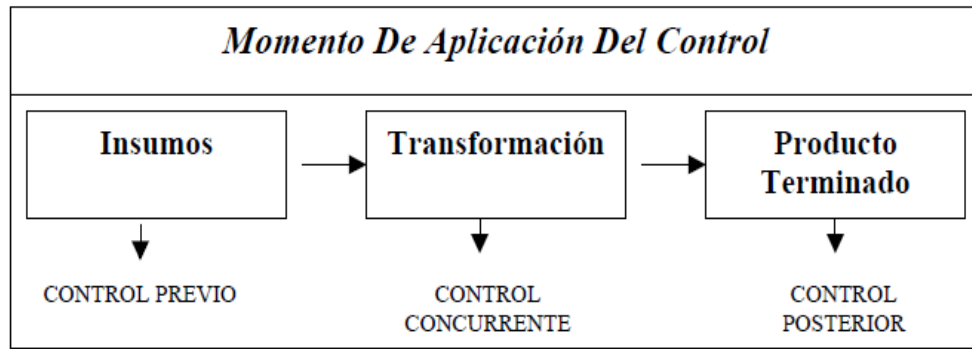 Momento De Aplicación Del Control
Insumos
Transformación
Producto
Terminado
CONTROL PREVIO
CONTROL
CONCURRENTE
CONTROL
POSTERIOR